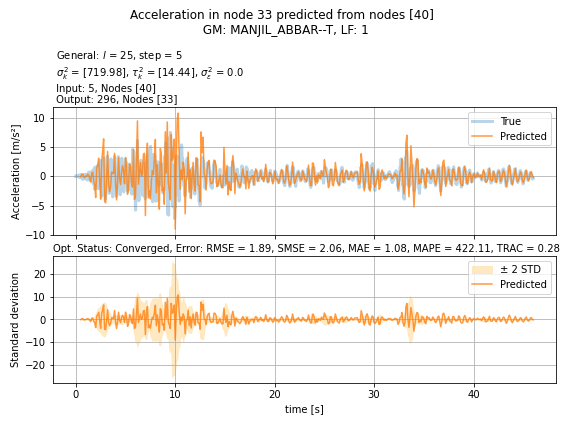 Acceleration in node 33 predicted from nodes [40]
GM: MANJIL_ABBAR--T, LF: 1
General: l = 25, step = 5
σ²ₖ = [719.98], τ²ₖ = [14.44], σ²ε = 0.0
Input: 5, Nodes [40]
Output: 296, Nodes [33]
Acceleration [m/s²]
10
5
0
−5
−10
True
Predicted
Opt. Status: Converged, Error: RMSE = 1.89, SMSE = 2.06, MAE = 1.08, MAPE = 422.11, TRAC = 0.28
Standard deviation
20
10
0
−10
−20
± 2 STD
Predicted
0
10
20
30
40
time [s]